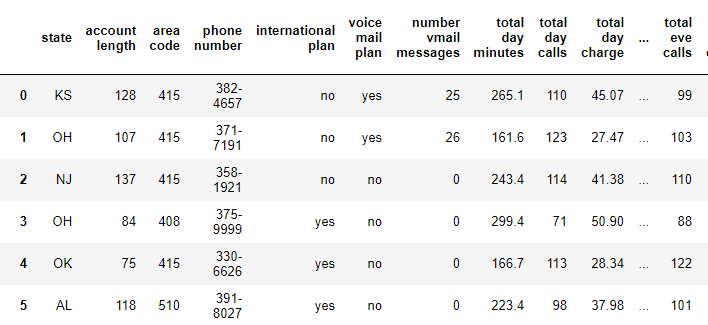 state account length area code phone number international plan voice mail plan number vmail messages total day minutes total day calls total day charge ... total eve calls
0 KS 128 415 382-4657 no yes 25 265.1 110 45.07 ... 99
1 OH 107 415 371-7191 no yes 26 161.6 123 27.47 ... 103
2 NJ 137 415 358-1921 no no 0 243.4 114 41.38 ... 110
3 OH 84 408 375-9999 yes no 0 299.4 71 50.90 ... 88
4 OK 75 415 330-6626 yes no 0 166.7 113 28.34 ... 122
5 AL 118 510 391-8027 yes no 0 223.4 98 37.98 ... 101